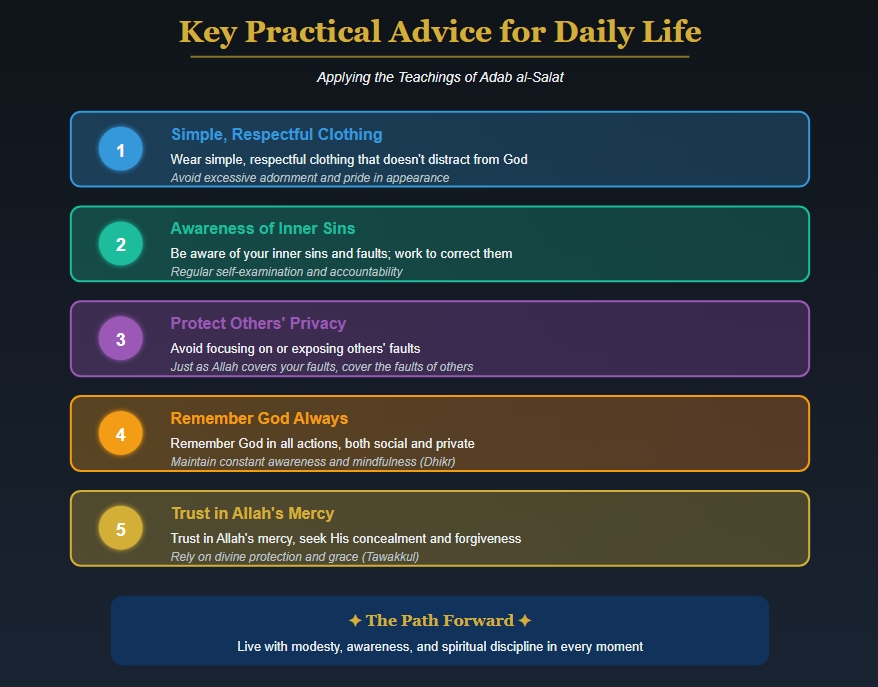 Key Practical Advice for Daily Life
Applying the Teachings of Adab al-Salat
1
Simple, Respectful Clothing
Wear simple, respectful clothing that doesn't distract from God
Avoid excessive adornment and pride in appearance
2
Awareness of Inner Sins
Be aware of your inner sins and faults; work to correct them
Regular self-examination and accountability
3
Protect Others' Privacy
Avoid focusing on or exposing others' faults
Just as Allah covers your faults, cover the faults of others
4
Remember God Always
Remember God in all actions, both social and private
Maintain constant awareness and mindfulness (Dhikr)
5
Trust in Allah's Mercy
Trust in Allah's mercy, seek His concealment and forgiveness
Rely on divine protection and grace (Tawakkul)
✦ The Path Forward ✦
Live with modesty, awareness, and spiritual discipline in every moment